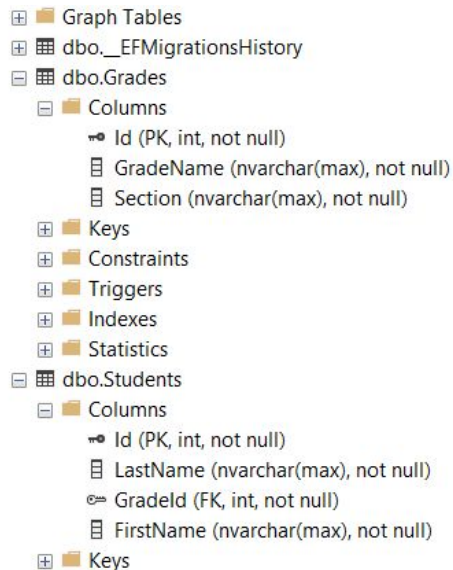 Graph Tables
dbo.__EFMigrationsHistory
dbo.Grades
Columns
Id (PK, int, not null)
GradeName (nvarchar(max), not null)
Section (nvarchar(max), not null)
Keys
Constraints
Triggers
Indexes
Statistics
dbo.Students
Columns
Id (PK, int, not null)
LastName (nvarchar(max), not null)
GradeId (FK, int, not null)
FirstName (nvarchar(max), not null)
Keys